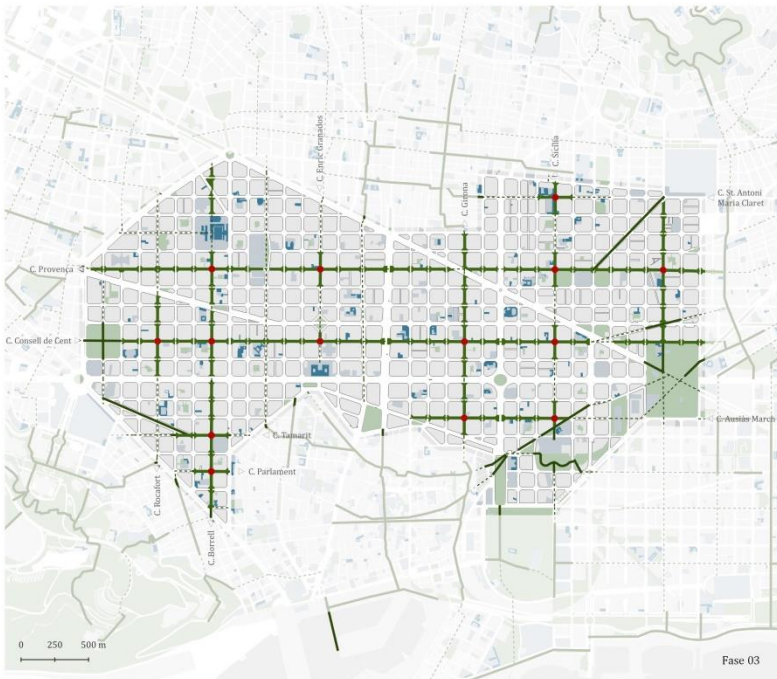 C. Enric Granados
C. Sicília
C. Girona
C. St. Antoni
Maria Claret
C. Provença
C. Consell de Cent
C. Ausiàs March
C. Tamarit
C. Parlament
C. Rocafort
C. Borrell
0 250 500 m
Fase 03